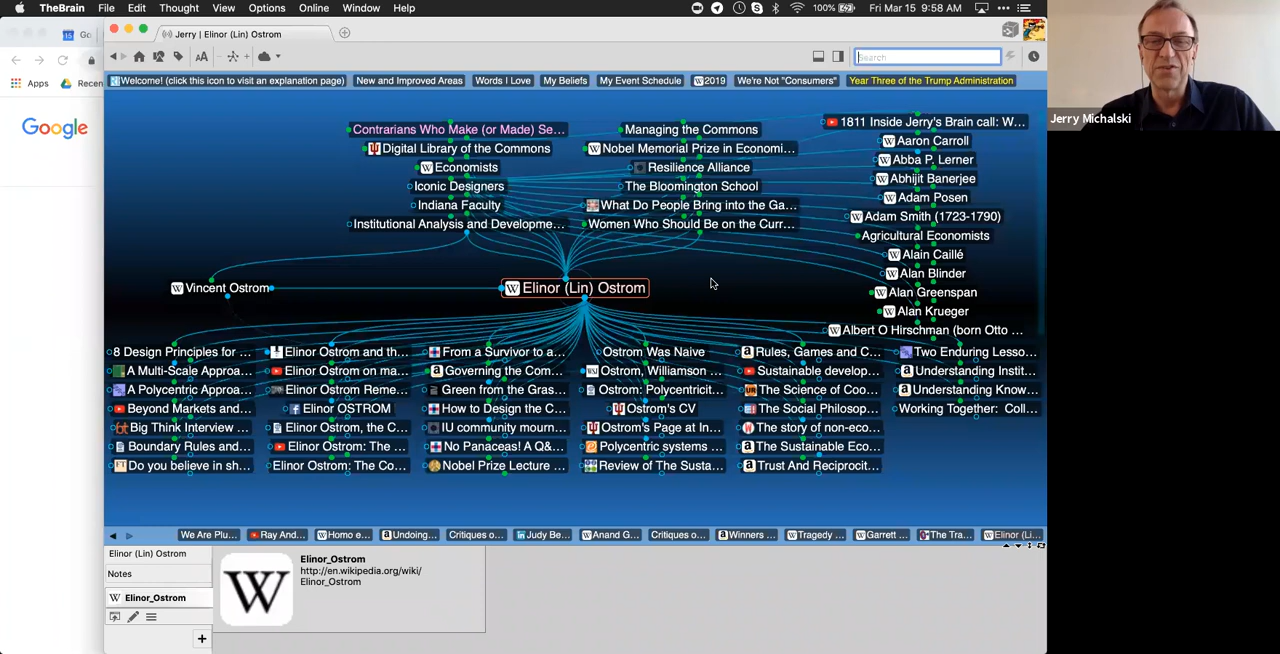 TheBrain File Edit Thought View Options Online Window Help 100% Fri Mar 15 9:58 AM
Jerry | Elinor (Lin) Ostrom
15 Go
Apps Recen
AA
Search
Welcome! (click this icon to visit an explanation page) New and Improved Areas Words I Love My Beliefs My Event Schedule 2019 We're Not "Consumers" Year Three of the Trump Administration
Google
Contrarians Who Make (or Made) Se...
Digital Library of the Commons
Economists
Iconic Designers
Indiana Faculty
Institutional Analysis and Developme...
Managing the Commons
Nobel Memorial Prize in Economi...
Resilience Alliance
The Bloomington School
What Do People Bring into the Ga...
Women Who Should Be on the Curr...
1811 Inside Jerry's Brain call: W...
Aaron Carroll
Abba P. Lerner
Abhijit Banerjee
Adam Posen
Adam Smith (1723-1790)
Agricultural Economists
Alain Caillé
Alan Blinder
Alan Greenspan
Alan Krueger
Albert O Hirschman (born Otto ...
Vincent Ostrom
Elinor (Lin) Ostrom
8 Design Principles for ...
A Multi-Scale Approa...
A Polycentric Approa...
Beyond Markets and...
Big Think Interview ...
Boundary Rules and...
Do you believe in sh...
Elinor Ostrom and th...
Elinor Ostrom on ma...
Elinor Ostrom Reme...
Elinor OSTROM
Elinor Ostrom, the C...
Elinor Ostrom: The ...
Elinor Ostrom: The Co...
From a Survivor to a...
Governing the Com...
Green from the Gras...
How to Design the C...
IU community mourn...
No Panaceas! A Q&...
Nobel Prize Lecture ...
Ostrom Was Naive
Ostrom, Williamson ...
Ostrom: Polycentricit...
Ostrom's CV
Ostrom's Page at In...
Polycentric systems ...
Review of The Susta...
Rules, Games and C...
Sustainable develop...
The Science of Coo...
The Social Philosop...
The story of non-eco...
The Sustainable Eco...
Trust And Reciprocit...
Two Enduring Lesso...
Understanding Instit...
Understanding Know...
Working Together: Coll...
We Are Plu... Ray And... Homo e... Undoing... Critiques o... Judy Be... Anand G... Critiques o... Winners ... Tragedy ... Garrett ... The Tra... Elinor (Li...
Elinor (Lin) Ostrom
Notes
Elinor_Ostrom
Elinor_Ostrom
http://en.wikipedia.org/wiki/
Elinor_Ostrom
Jerry Michalski